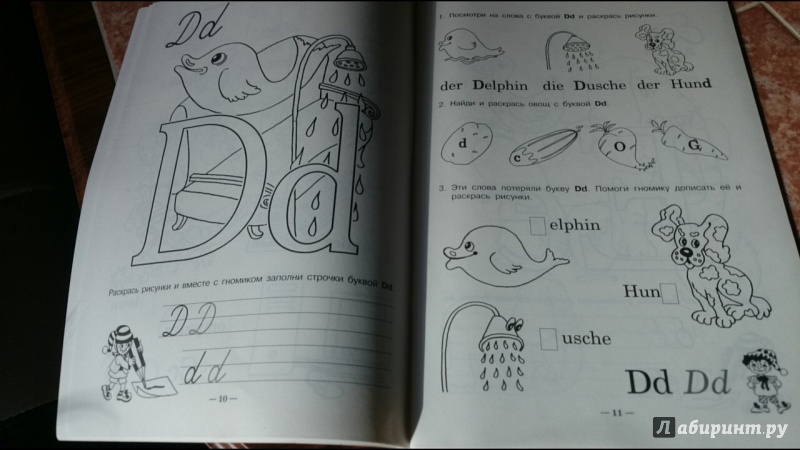 Dd
Dd
Раскрась рисунки и вместе с гномиком заполни строчки буквой Dd.
D D
d d
— 10 —
1. Посмотри на слова с буквой Dd и раскрась рисунки.
der Delphin die Dusche der Hund
2. Найди и раскрась овощ с буквой Dd.
d c O G
3. Эти слова потеряли букву Dd. Помоги гномику дописать её и
раскрась рисунки.
elphin
Hun
usche
Dd Dd
— 11 —
Лабиринт.ру